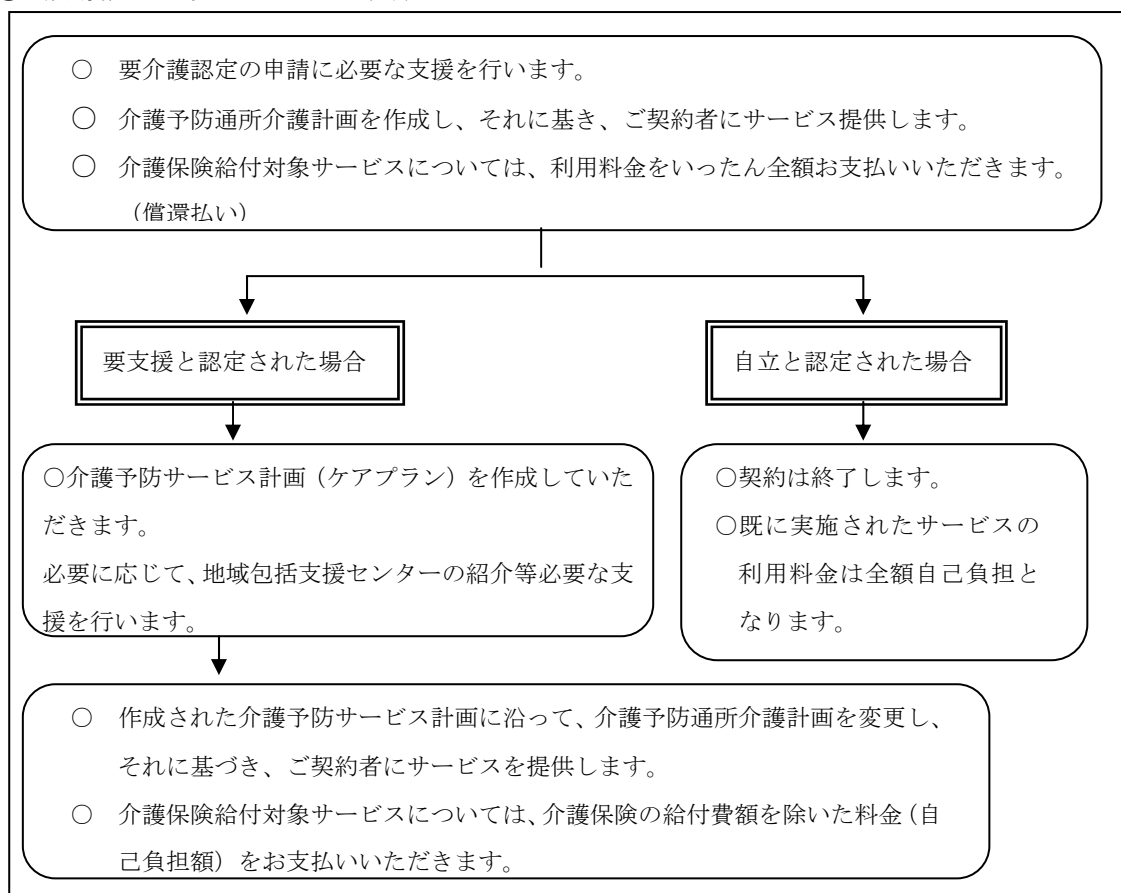 ○ 要介護認定の申請に必要な支援を行います。
○ 介護予防通所介護計画を作成し、それに基き、ご契約者にサービス提供します。
○ 介護保険給付対象サービスについては、利用料金をいったん全額お支払いいただきます。
（償還払い）
要支援と認定された場合
自立と認定された場合
○介護予防サービス計画（ケアプラン）を作成していた
だきます。
必要に応じて、地域包括支援センターの紹介等必要な支
援を行います。
○契約は終了します。
○既に実施されたサービスの
利用料金は全額自己負担と
なります。
○ 作成された介護予防サービス計画に沿って、介護予防通所介護計画を変更し、
それに基づき、ご契約者にサービスを提供します。
○ 介護保険給付対象サービスについては、介護保険の給付費額を除いた料金（自
己負担額）をお支払いいただきます。